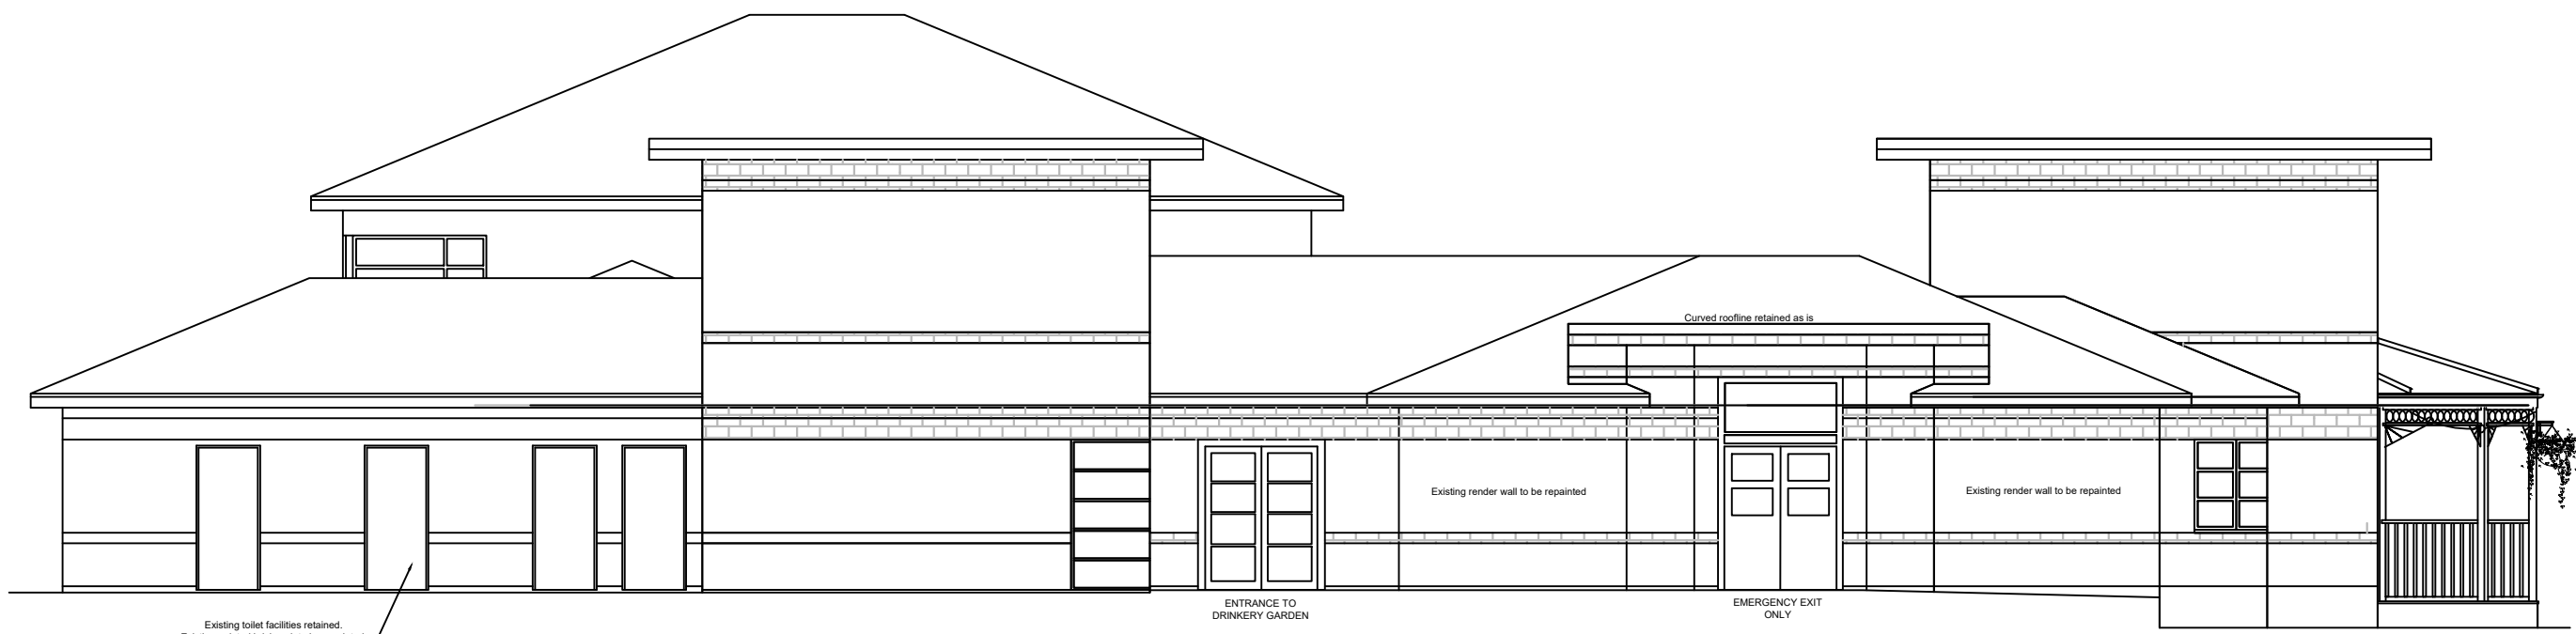 Curved roofline retained as is
Existing render wall to be repainted
Existing render wall to be repainted
ENTRANCE TO
DRINKERY GARDEN
EMERGENCY EXIT
ONLY
Existing toilet facilities retained.